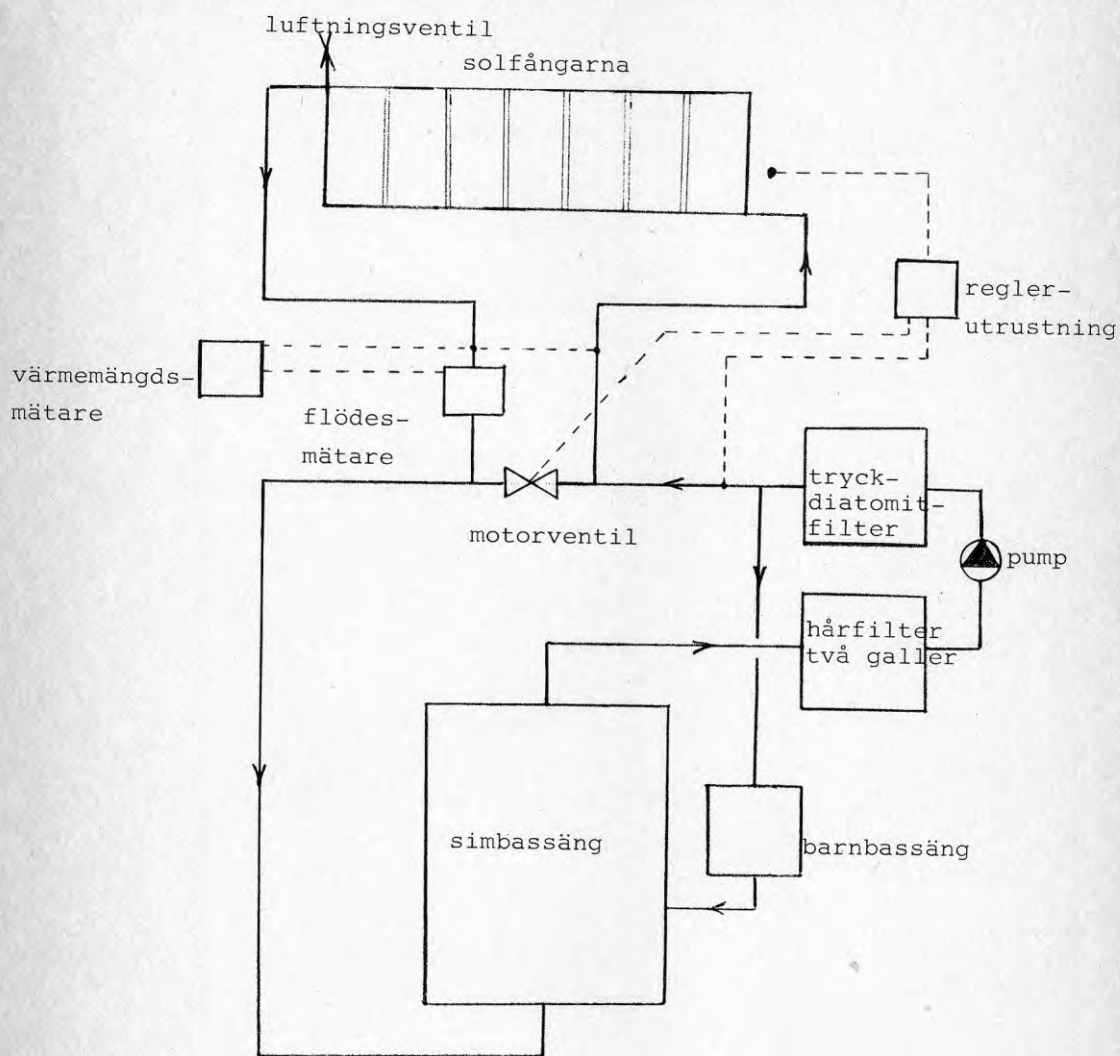 luftningsventil
solfångarna
regler-
utrustning
värmemängds-
mätare
flödes-
mätare
motorventil
tryck-
diatomit-
filter
pump
hårfilter
två galler
simbassäng
barnbassäng